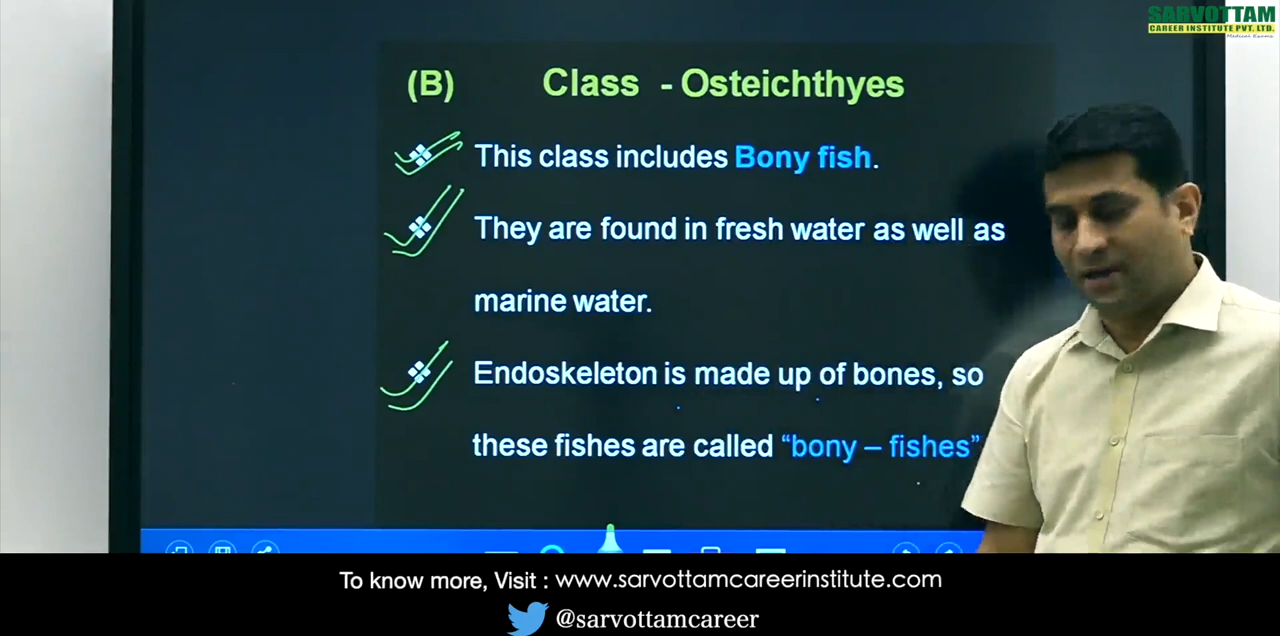 SARVOTTAM
CAREER INSTITUTE PVT. LTD.
Medical Exams
(B) Class - Osteichthyes
This class includes Bony fish.
They are found in fresh water as well as
marine water.
Endoskeleton is made up of bones, so
these fishes are called “bony – fishes”
To know more, Visit : www.sarvottamcareerinstitute.com
@sarvottamcareer